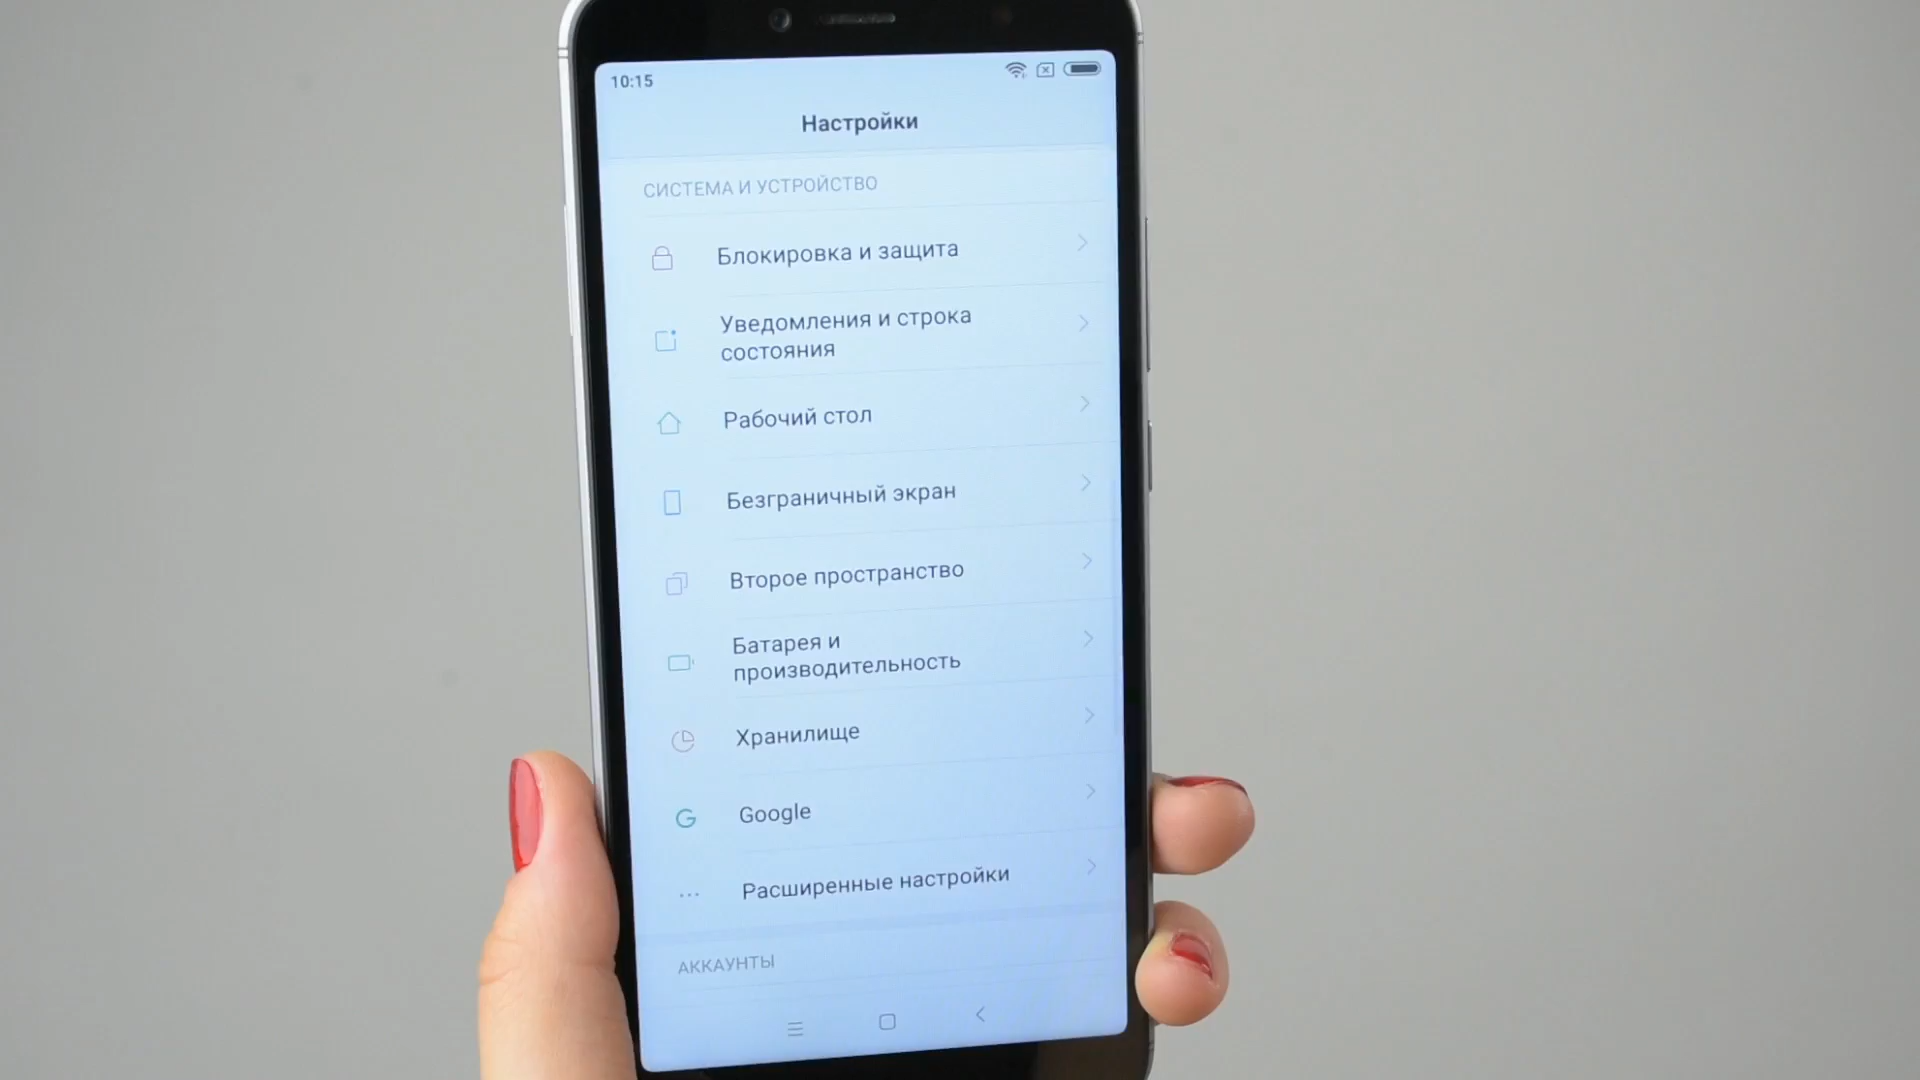 10:15
Настройки
СИСТЕМА И УСТРОЙСТВО
Блокировка и защита
Уведомления и строка
состояния
Рабочий стол
Безграничный экран
Второе пространство
Батарея и
производительность
Хранилище
Google
Расширенные настройки
АККАУНТЫ